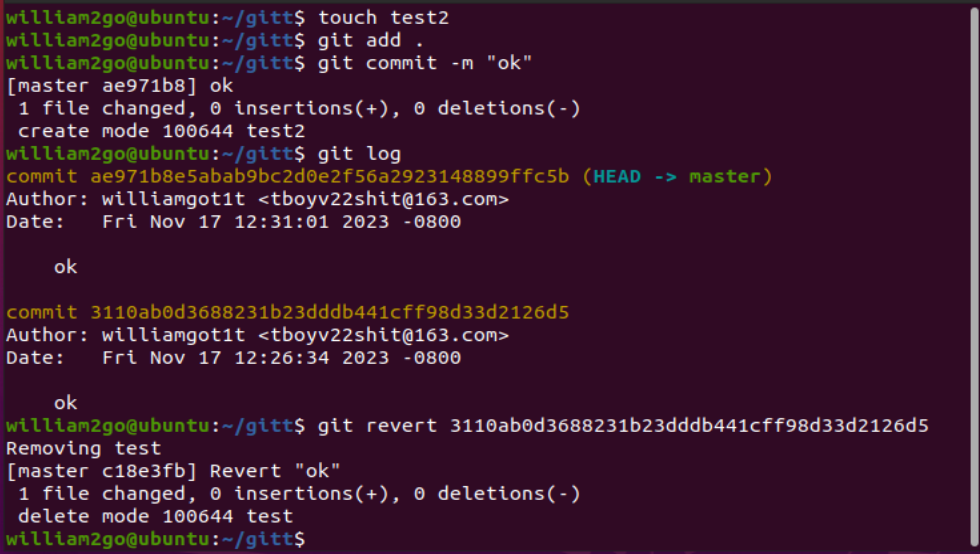 william2go@ubuntu:~/gitt$ touch test2
william2go@ubuntu:~/gitt$ git add .
william2go@ubuntu:~/gitt$ git commit -m "ok"
[master ae971b8] ok
 1 file changed, 0 insertions(+), 0 deletions(-)
 create mode 100644 test2
william2go@ubuntu:~/gitt$ git log
commit ae971b8e5abab9bc2d0e2f56a2923148899ffc5b (HEAD -> master)
Author: williamgot1t <tboyv22shit@163.com>
Date:   Fri Nov 17 12:31:01 2023 -0800
    ok
commit 3110ab0d3688231b23dddb441cff98d33d2126d5
Author: williamgot1t <tboyv22shit@163.com>
Date:   Fri Nov 17 12:26:34 2023 -0800
    ok
william2go@ubuntu:~/gitt$ git revert 3110ab0d3688231b23dddb441cff98d33d2126d5
Removing test
[master c18e3fb] Revert "ok"
 1 file changed, 0 insertions(+), 0 deletions(-)
 delete mode 100644 test
william2go@ubuntu:~/gitt$